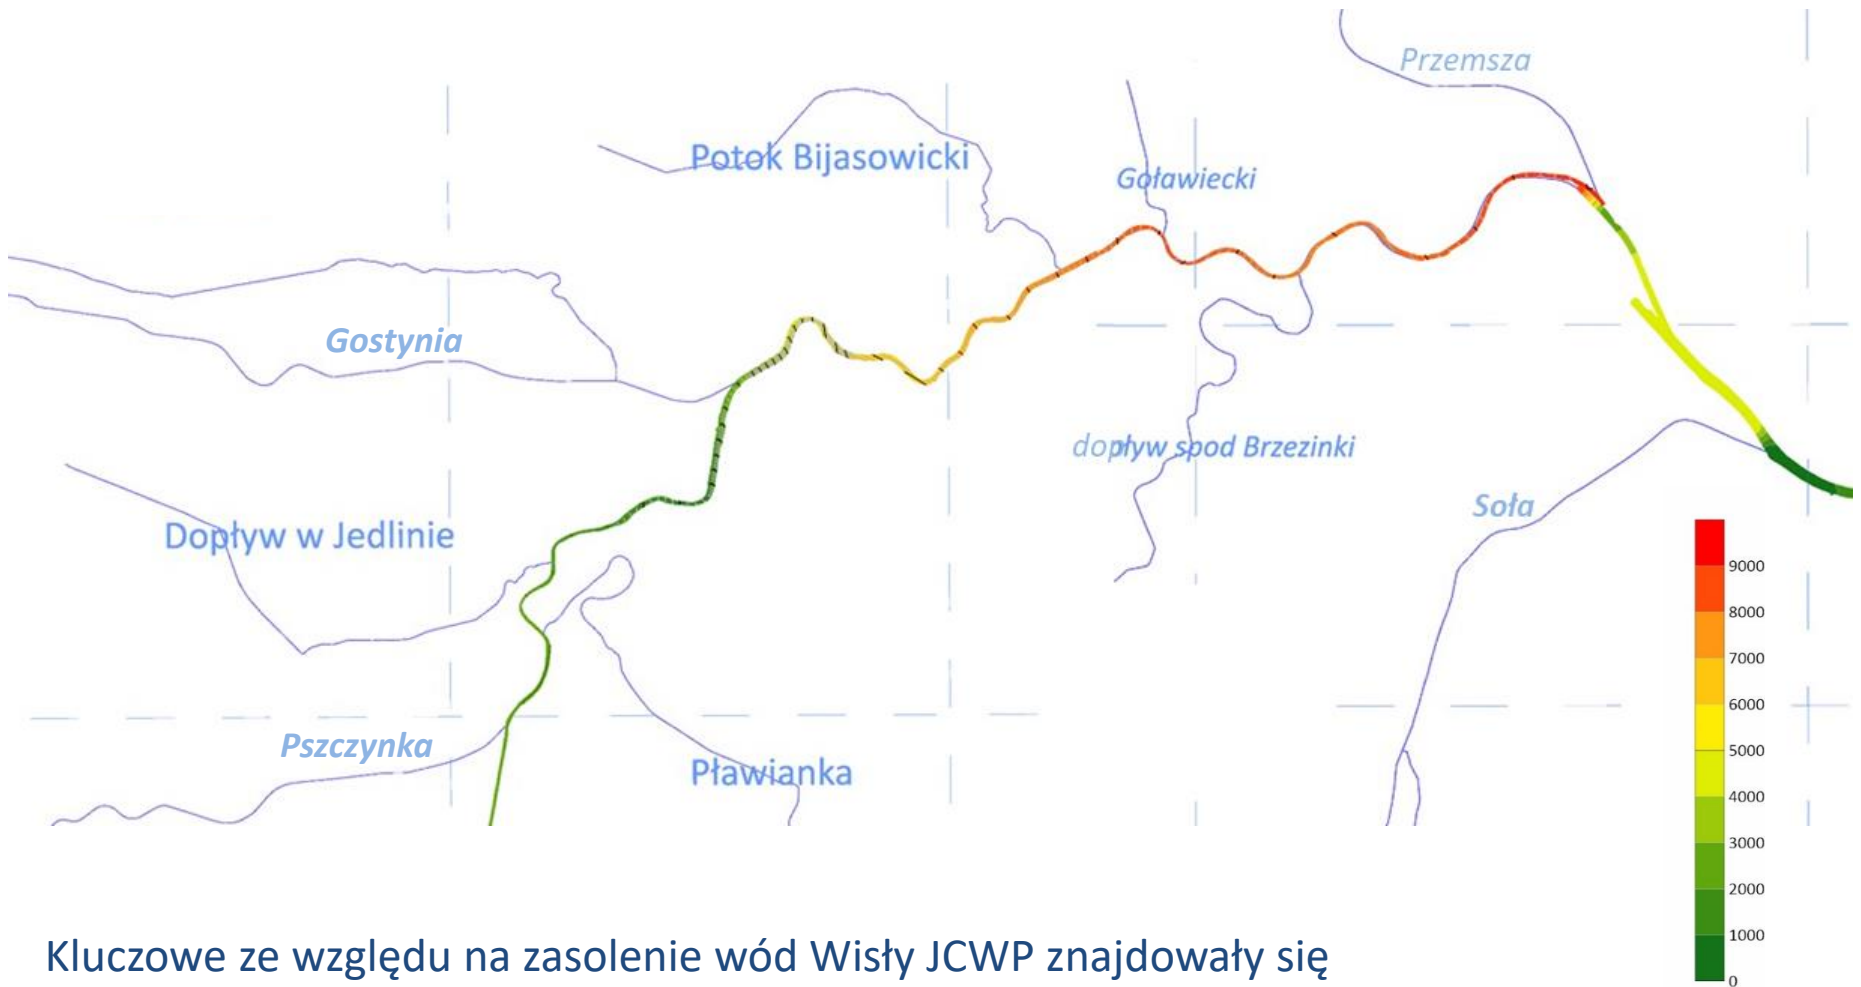 Przemsza
Potok Bijasowicki
Goławiecki
Gostynia
dopływ spod Brzezinki
Soła
Dopływ w Jedlinie
9000
8000
7000
Pszczynka
6000
Pławianka
5000
4000
3000
2000
1000
0
Kluczowe ze względu na zasolenie wód Wisły JCWP znajdowały się